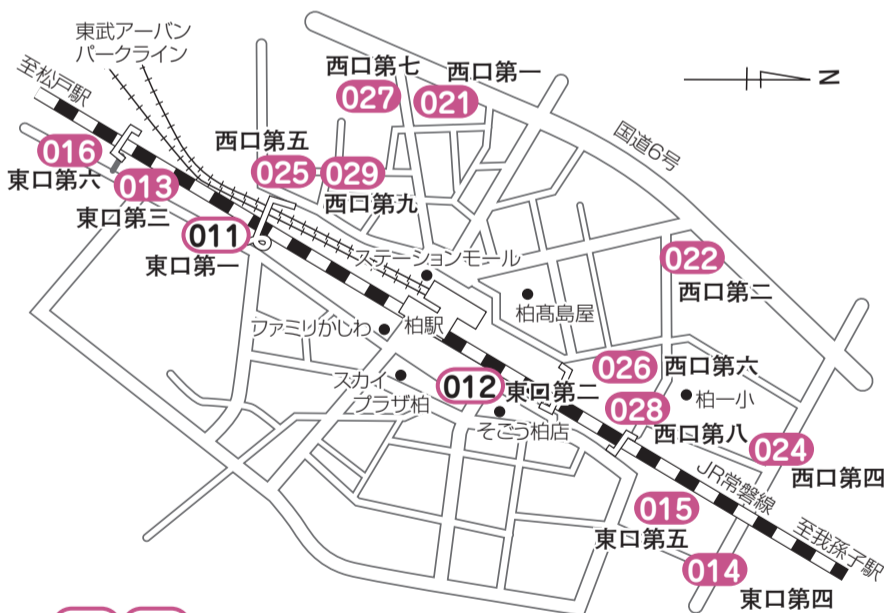 東武アーバン
パークライン
至松戸駅
西口第七
027
西口第一
021
N
国道6号
016
東口第六
013
東口第三
西口第五
025
029
西口第九
011
東口第一
ステーションモール
022
西口第二
柏髙島屋
ファミリかしわ
柏駅
026
西口第六
スカイ
プラザ柏
012
東口第二
そごう柏店
028
西口第八
柏一小
024
西口第四
JR常磐線
015
東口第五
至我孫子駅
014
東口第四